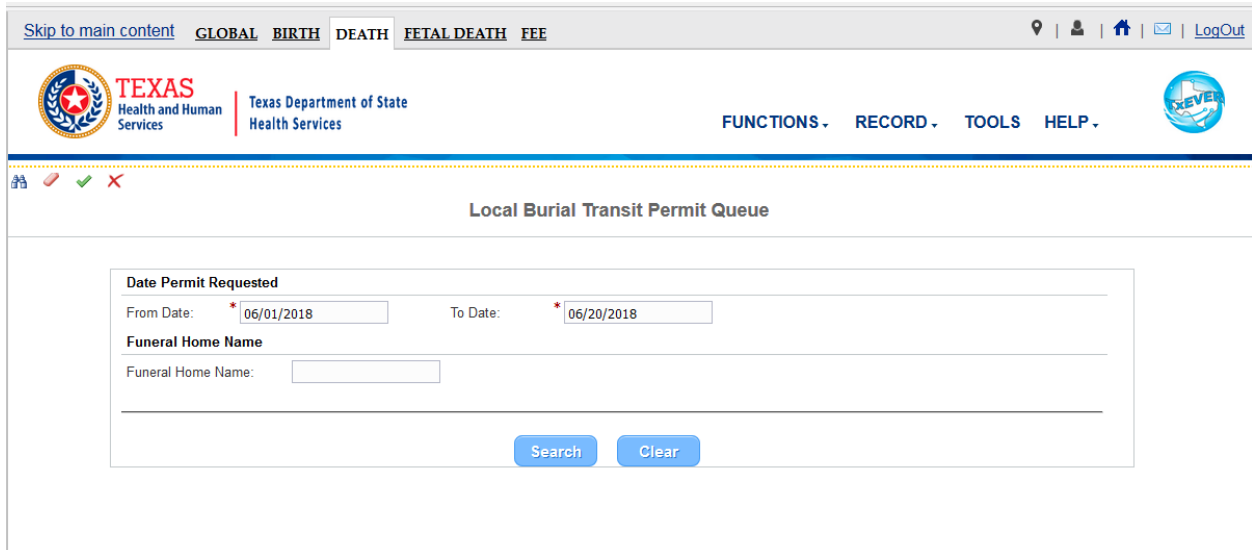 Skip to main content GLOBAL BIRTH DEATH FETAL DEATH FEE | | | | LogOut
TEXAS
Health and Human
Services
Texas Department of State
Health Services
FUNCTIONS RECORD TOOLS HELP
TxEVER
Local Burial Transit Permit Queue
Date Permit Requested
From Date: * 06/01/2018 To Date: * 06/20/2018
Funeral Home Name
Funeral Home Name:
Search Clear